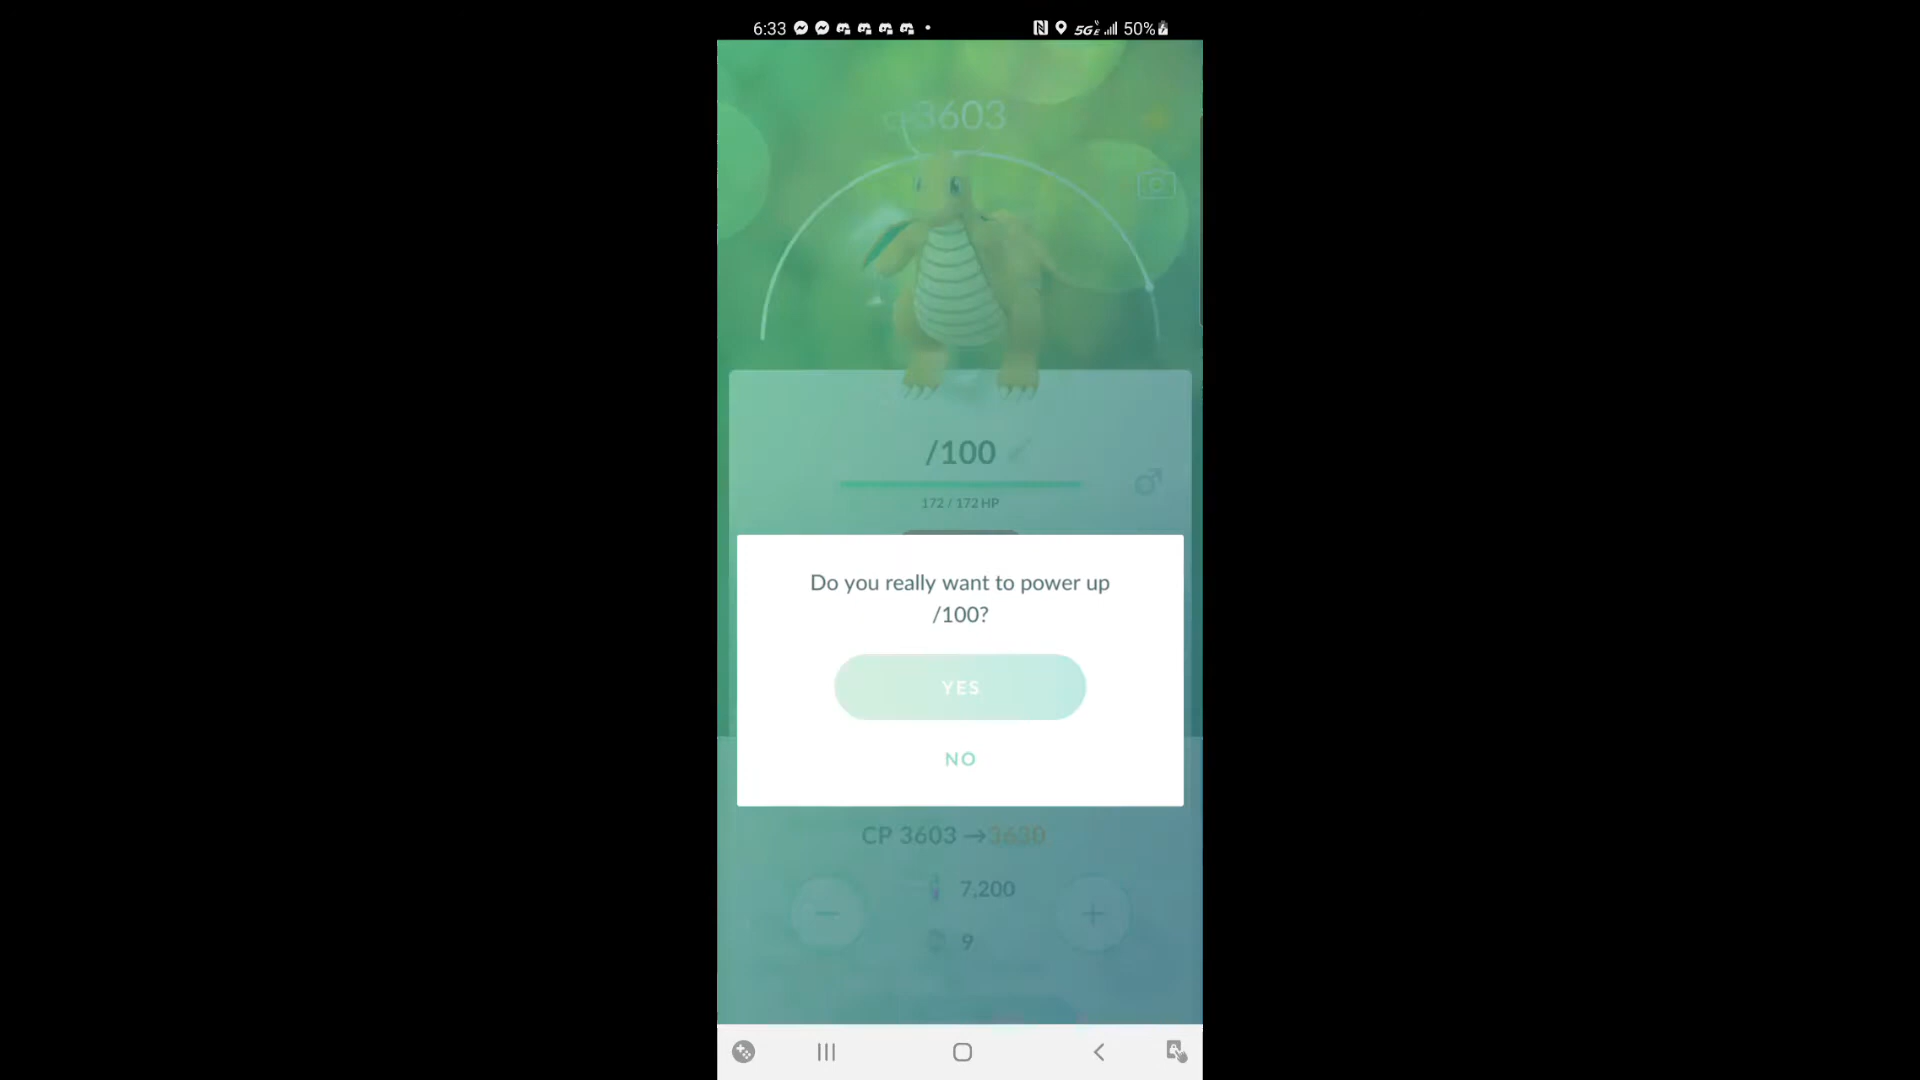 6:33
5GE 50%
3603
/100
172 / 172 HP
Do you really want to power up
/100?
YES
NO
CP 3603 → 3630
7,200
9